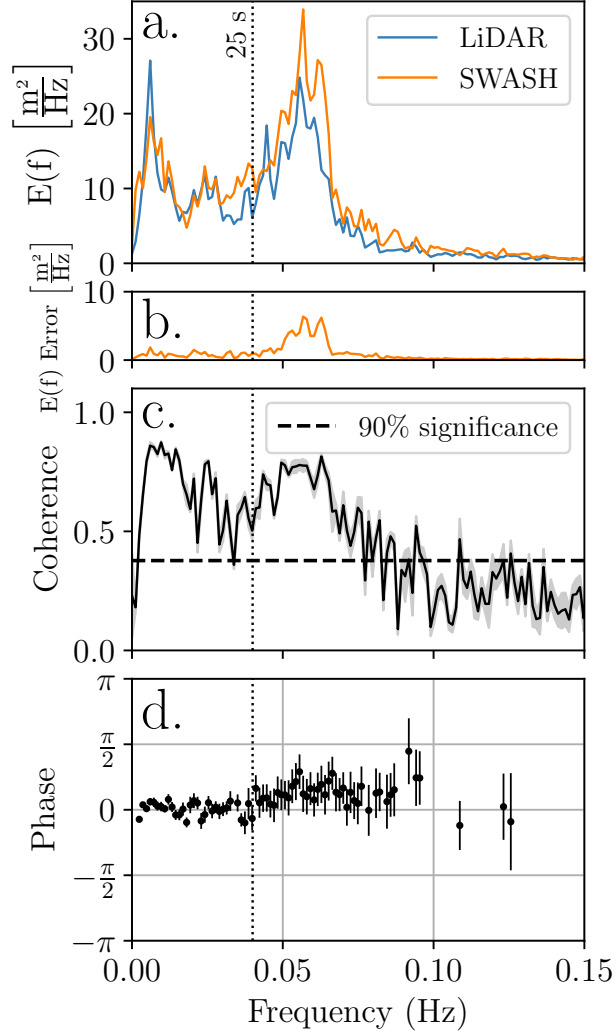 a.
25 s
LiDAR
SWASH
E(f) [m²/Hz]
30
20
10
0
b.
E(f) Error [m²/Hz]
10
0
c.
90% significance
Coherence
1.0
0.5
0.0
d.
Phase
π
π/2
0
−π/2
−π
0.00 0.05 0.10 0.15
Frequency (Hz)